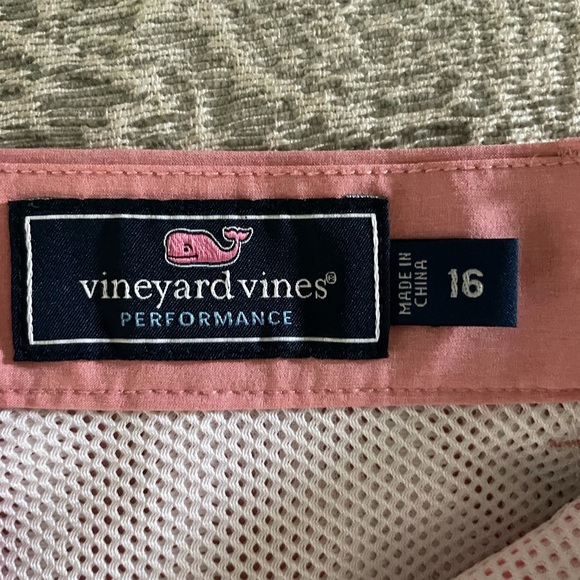 vineyard vines®
PERFORMANCE
MADE IN
CHINA
16